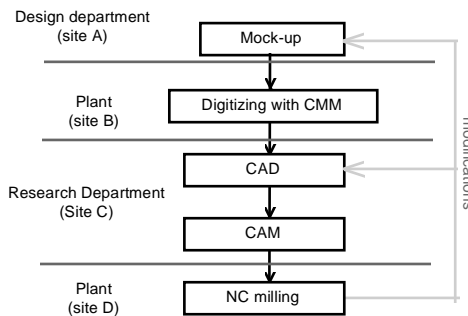 Design department
(site A)
Mock-up
Plant
(site B)
Digitizing with CMM
CAD
Research Department
(Site C)
CAM
Plant
(site D)
NC milling
modifications